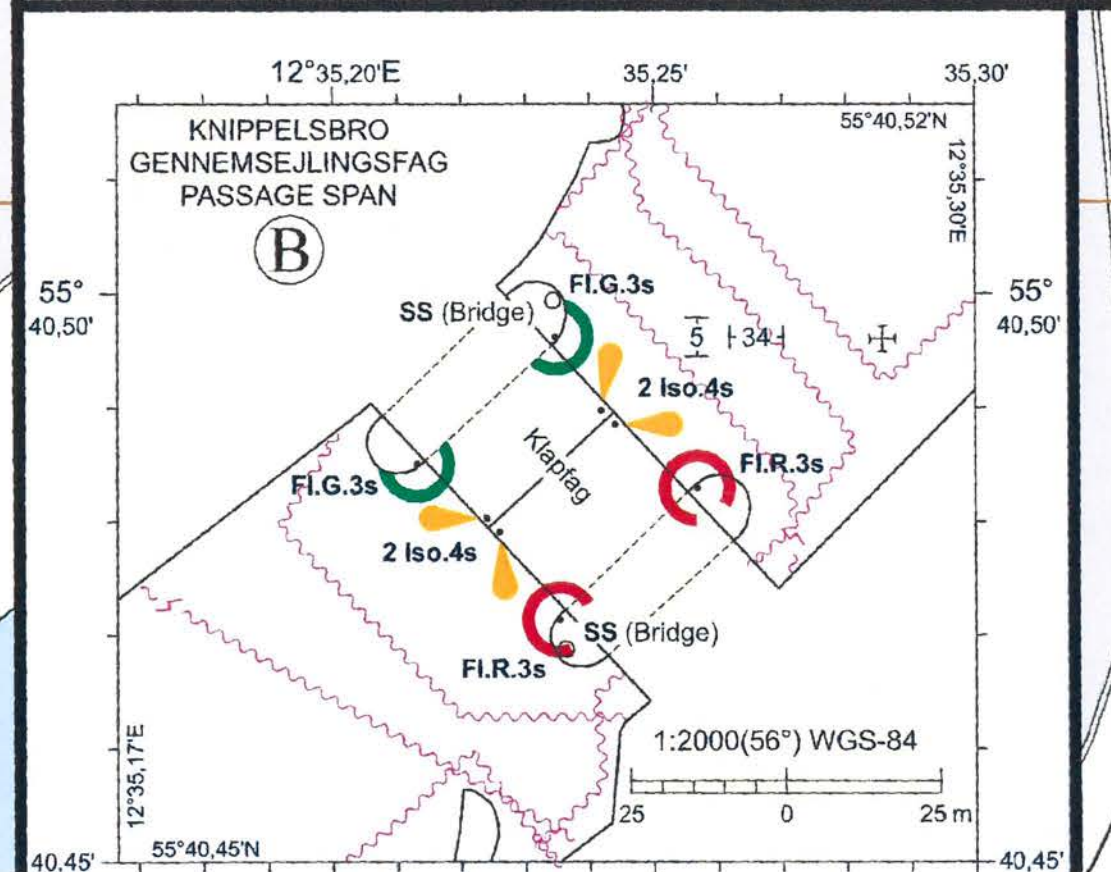 12°35,20'E
35,25'
35,30'
KNIPPELSBRO
GENNEMSEJLINGSFAG
PASSAGE SPAN
B
55°40,52'N
12°35,30'E
55°
40,50'
55°
40,50'
Fl.G.3s
SS (Bridge)
5
34
2 Iso.4s
Klapfag
Fl.R.3s
Fl.G.3s
2 Iso.4s
SS (Bridge)
Fl.R.3s
1:2000(56°) WGS-84
25
0
25 m
12°35,17'E
55°40,45'N
40,45'
40,45'